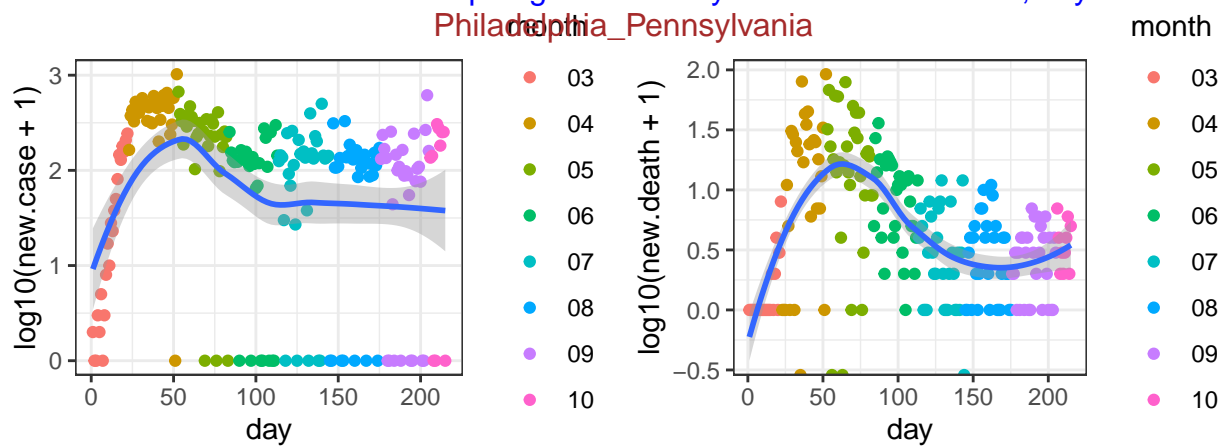 Philadelphia_Pennsylvania
month
month
log10(new.case + 1)
3
2
1
0
0 50 100 150 200
day
03
04
05
06
07
08
09
10
log10(new.death + 1)
2.0
1.5
1.0
0.5
0.0
−0.5
0 50 100 150 200
day
03
04
05
06
07
08
09
10